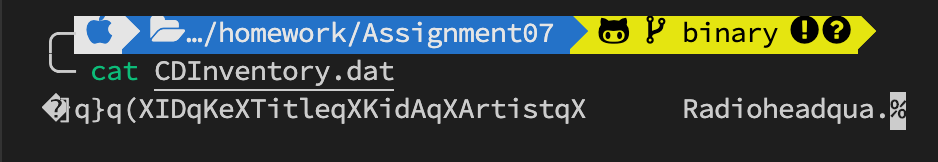 …/homework/Assignment07 binary
cat CDInventory.dat
�]q}q(XIDqKeXTitleqXKidAqXArtistqX Radioheadqua.%